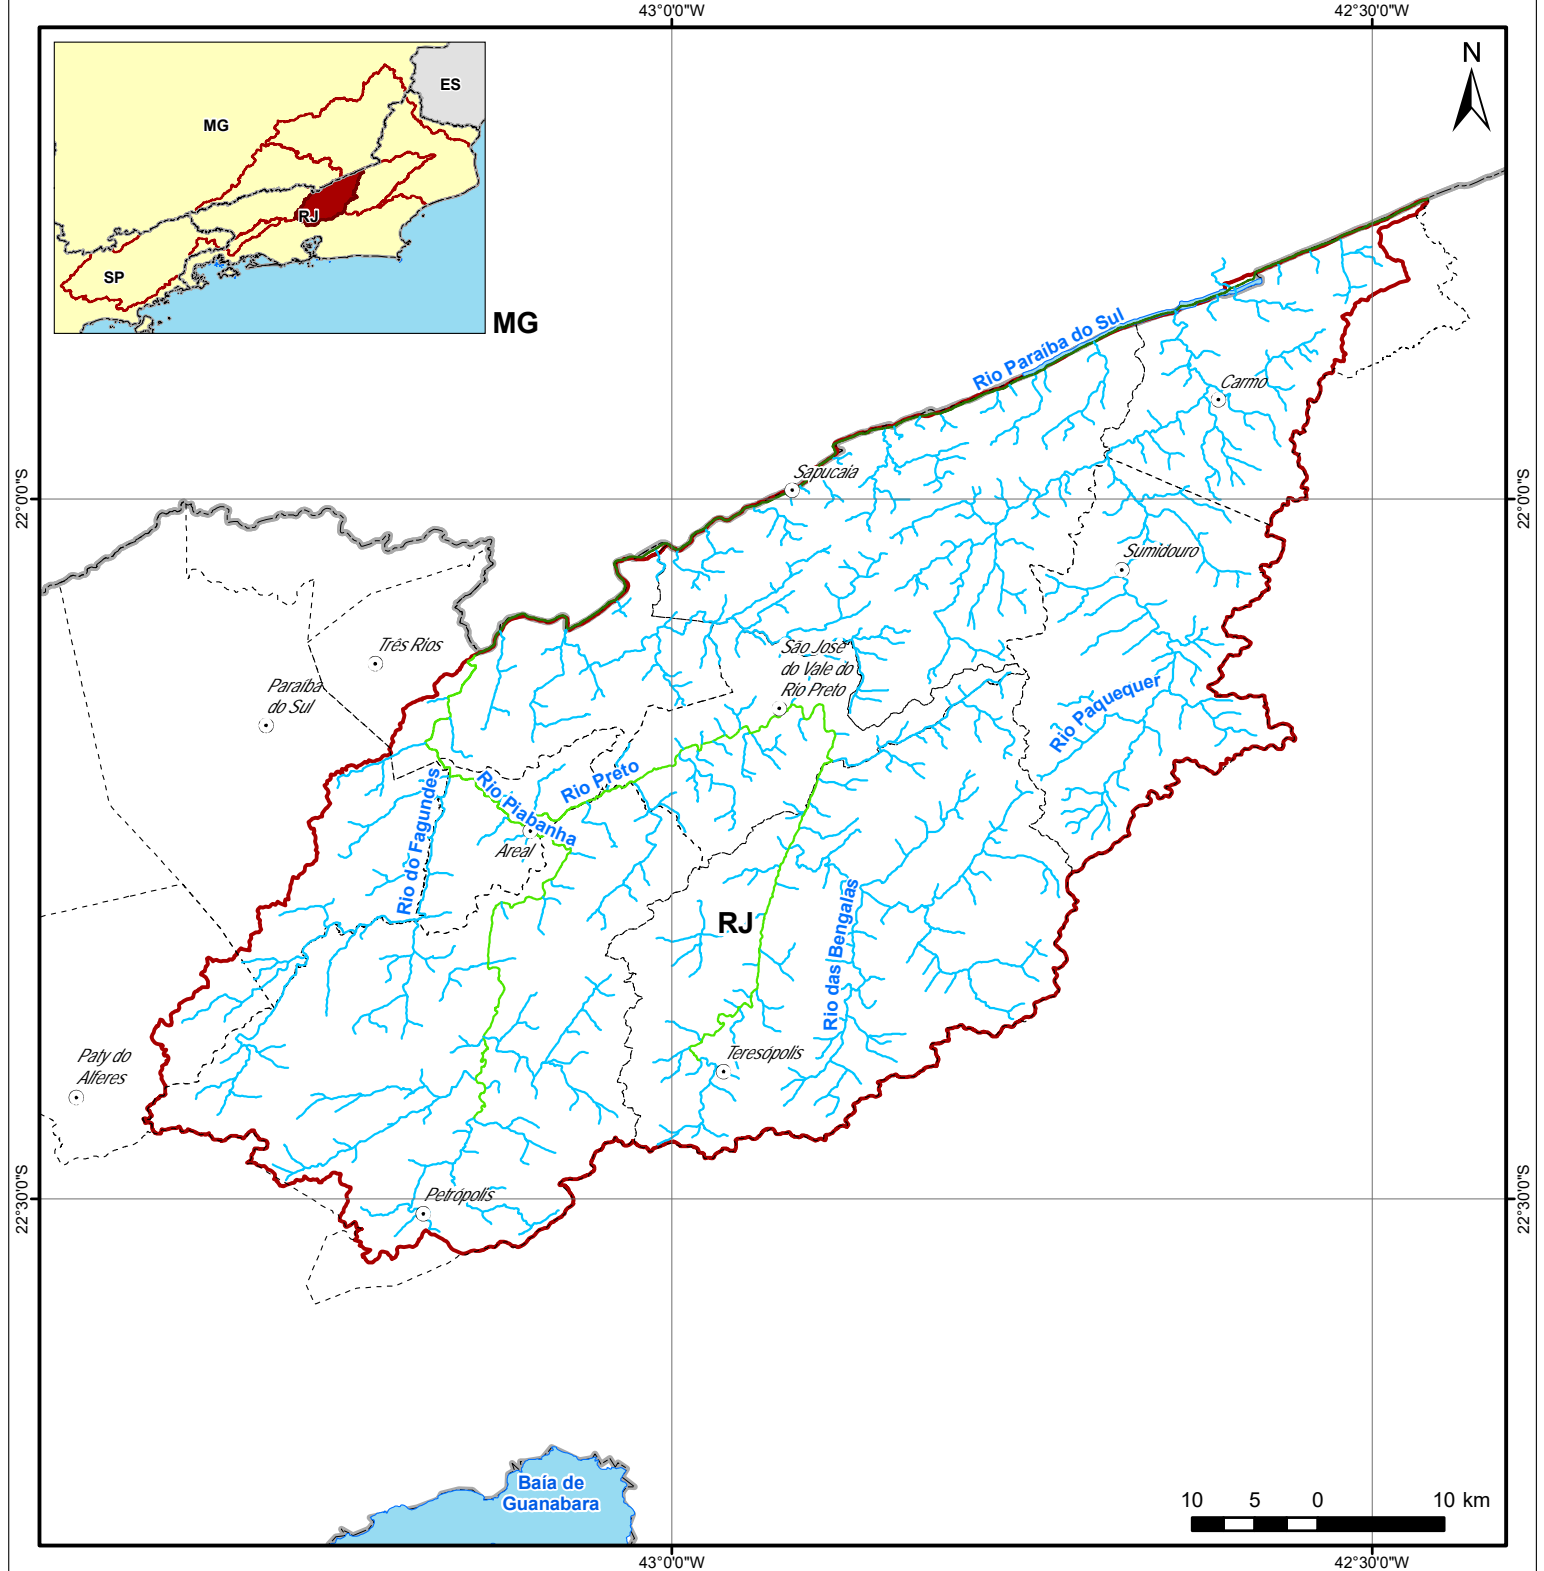 43°0'0"W
42°30'0"W
ES
MG
RJ
SP
N
MG
Rio Paraíba do Sul
Carmo
Sapucaia
22°0'0"S
22°0'0"S
Sumidouro
Três Rios
São José
do Vale do
Rio Preto
Paraíba
do Sul
Rio Paquequer
Rio Preto
Rio Piabanha
Rio do Fagundes
Areal
RJ
Rio das Bengalas
Teresópolis
Paty do
Alferes
22°30'0"S
22°30'0"S
Petrópolis
Baía de
Guanabara
10 5 0 10 km
43°0'0"W
42°30'0"W